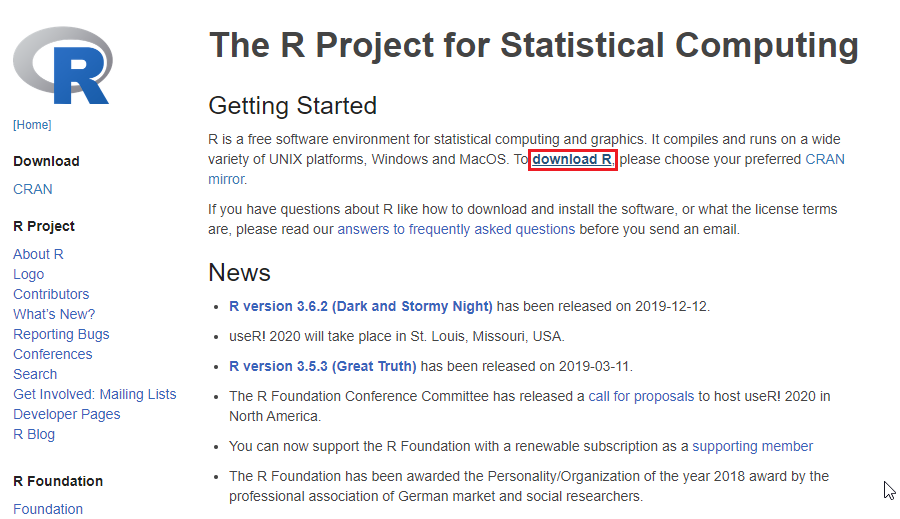 R
The R Project for Statistical Computing
[Home]
Download
CRAN
R Project
About R
Logo
Contributors
What's New?
Reporting Bugs
Conferences
Search
Get Involved: Mailing Lists
Developer Pages
R Blog
R Foundation
Foundation
Getting Started
R is a free software environment for statistical computing and graphics. It compiles and runs on a wide
variety of UNIX platforms, Windows and MacOS. To download R, please choose your preferred CRAN
mirror.
If you have questions about R like how to download and install the software, or what the license terms
are, please read our answers to frequently asked questions before you send an email.
News
• R version 3.6.2 (Dark and Stormy Night) has been released on 2019-12-12.
• useR! 2020 will take place in St. Louis, Missouri, USA.
• R version 3.5.3 (Great Truth) has been released on 2019-03-11.
• The R Foundation Conference Committee has released a call for proposals to host useR! 2020 in
North America.
• You can now support the R Foundation with a renewable subscription as a supporting member
• The R Foundation has been awarded the Personality/Organization of the year 2018 award by the
professional association of German market and social researchers.